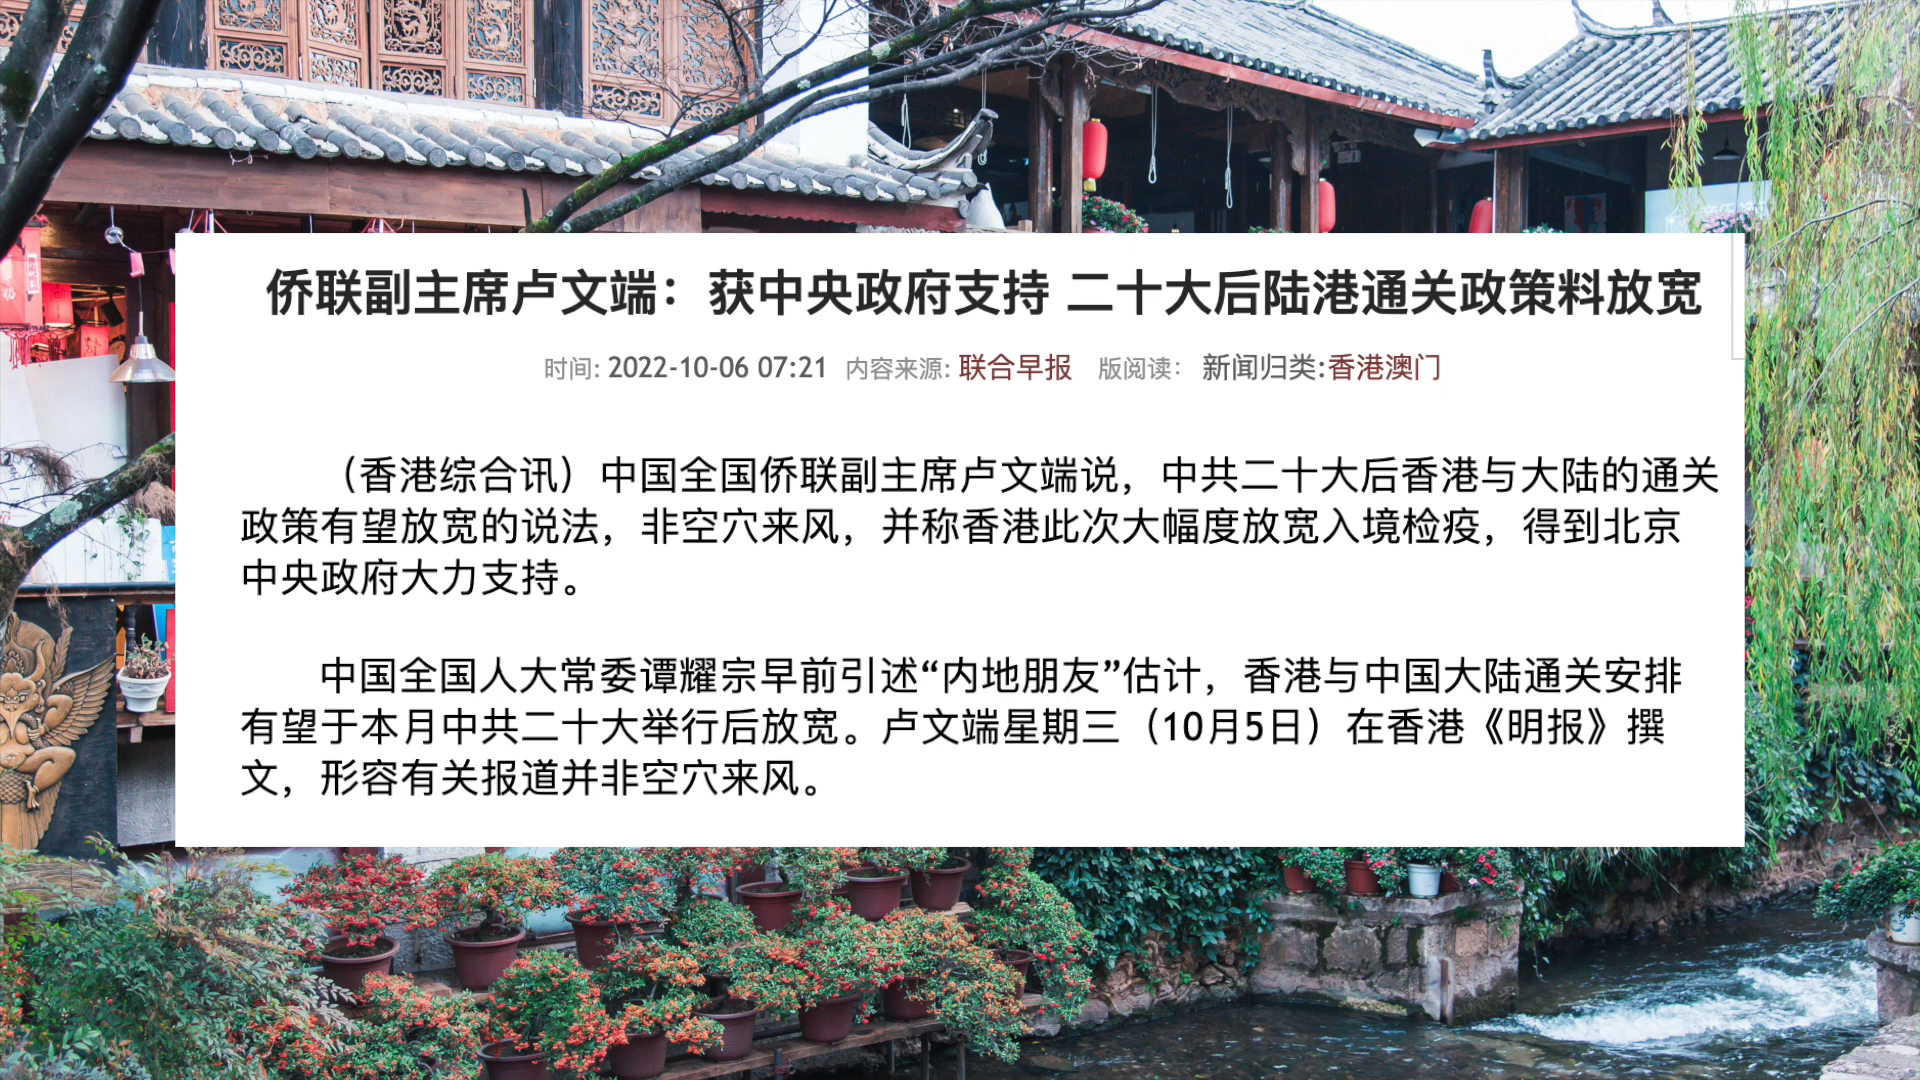 侨联副主席卢文端：获中央政府支持 二十大后陆港通关政策料放宽
时间: 2022-10-06 07:21 内容来源: 联合早报 版阅读： 新闻归类:香港澳门
（香港综合讯）中国全国侨联副主席卢文端说，中共二十大后香港与大陆的通关
政策有望放宽的说法，非空穴来风，并称香港此次大幅度放宽入境检疫，得到北京
中央政府大力支持。
中国全国人大常委谭耀宗早前引述“内地朋友”估计，香港与中国大陆通关安排
有望于本月中共二十大举行后放宽。卢文端星期三（10月5日）在香港《明报》撰
文，形容有关报道并非空穴来风。